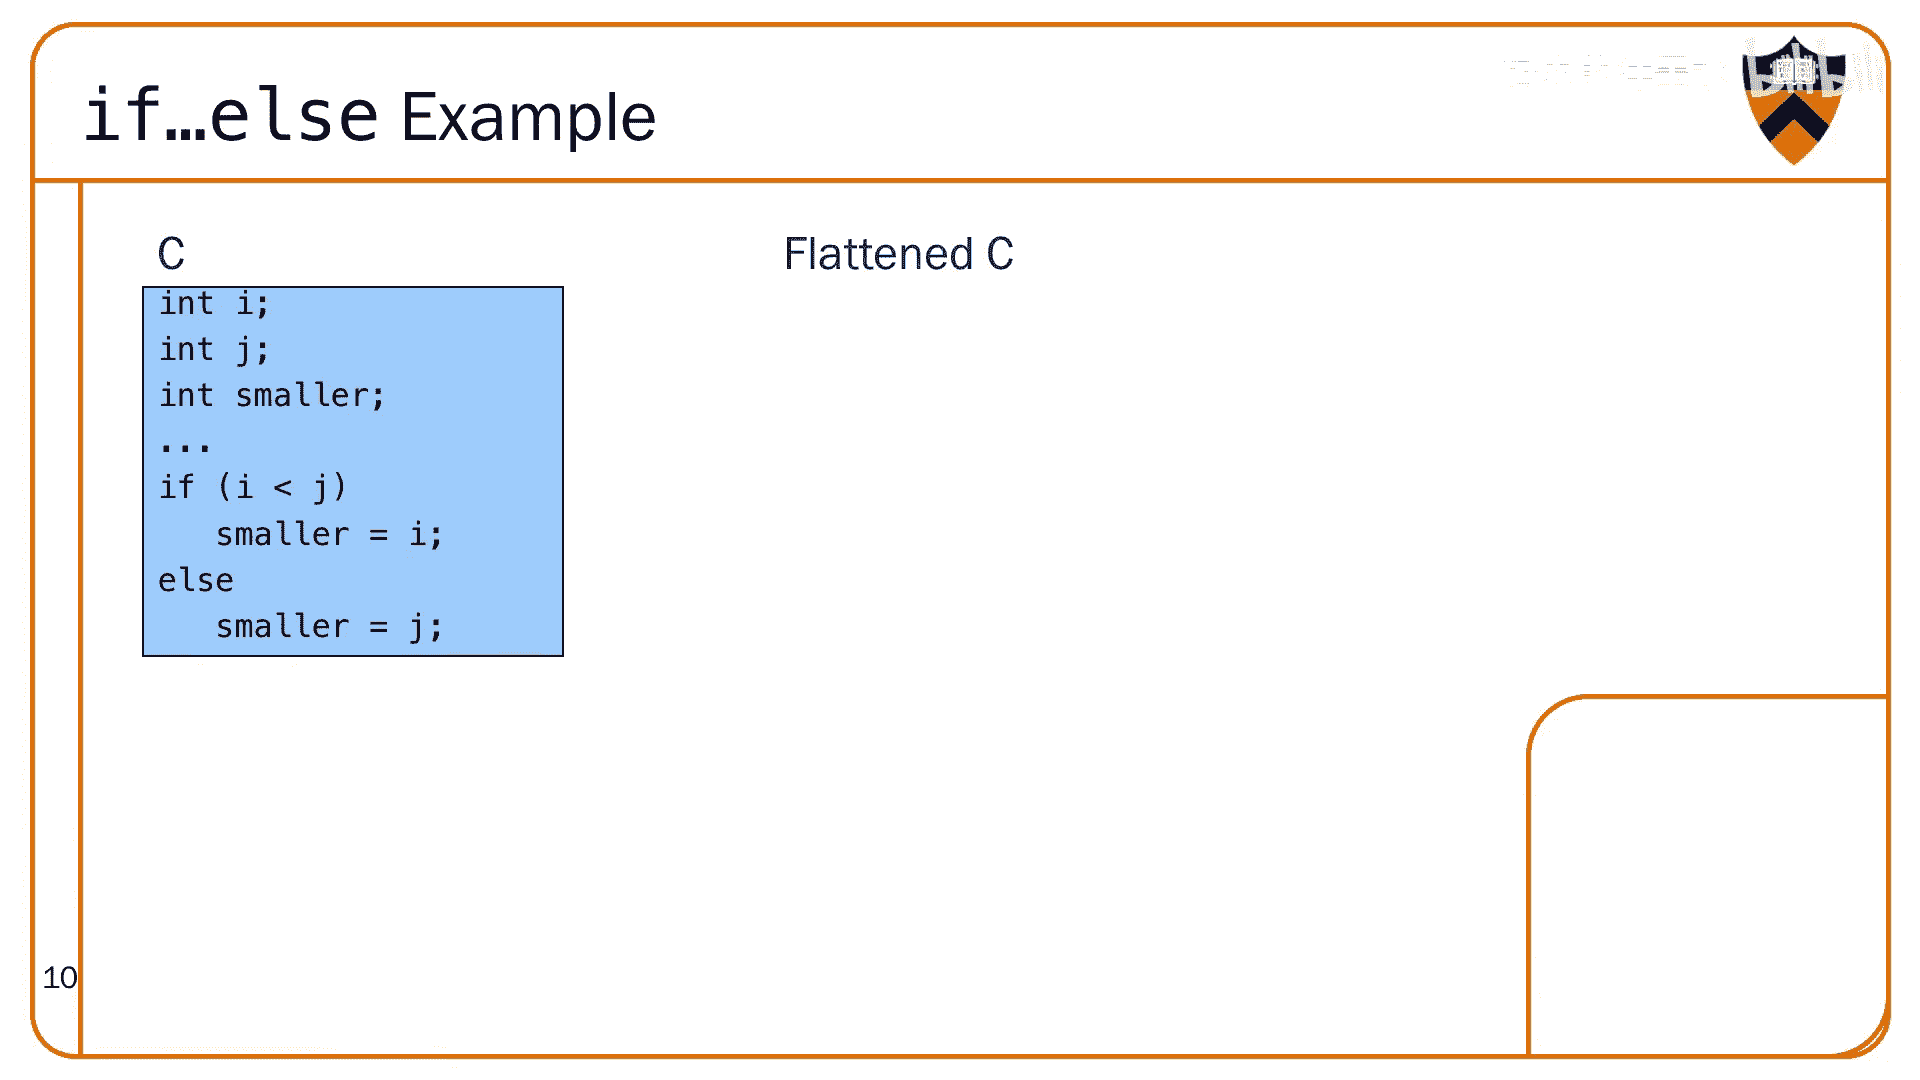 if…else Example
C
Flattened C
int i;
int j;
int smaller;
...
if (i < j)
   smaller = i;
else
   smaller = j;
10